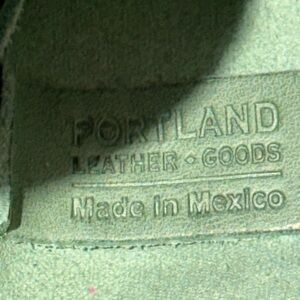 PORTLAND
LEATHER · GOODS
Made in Mexico